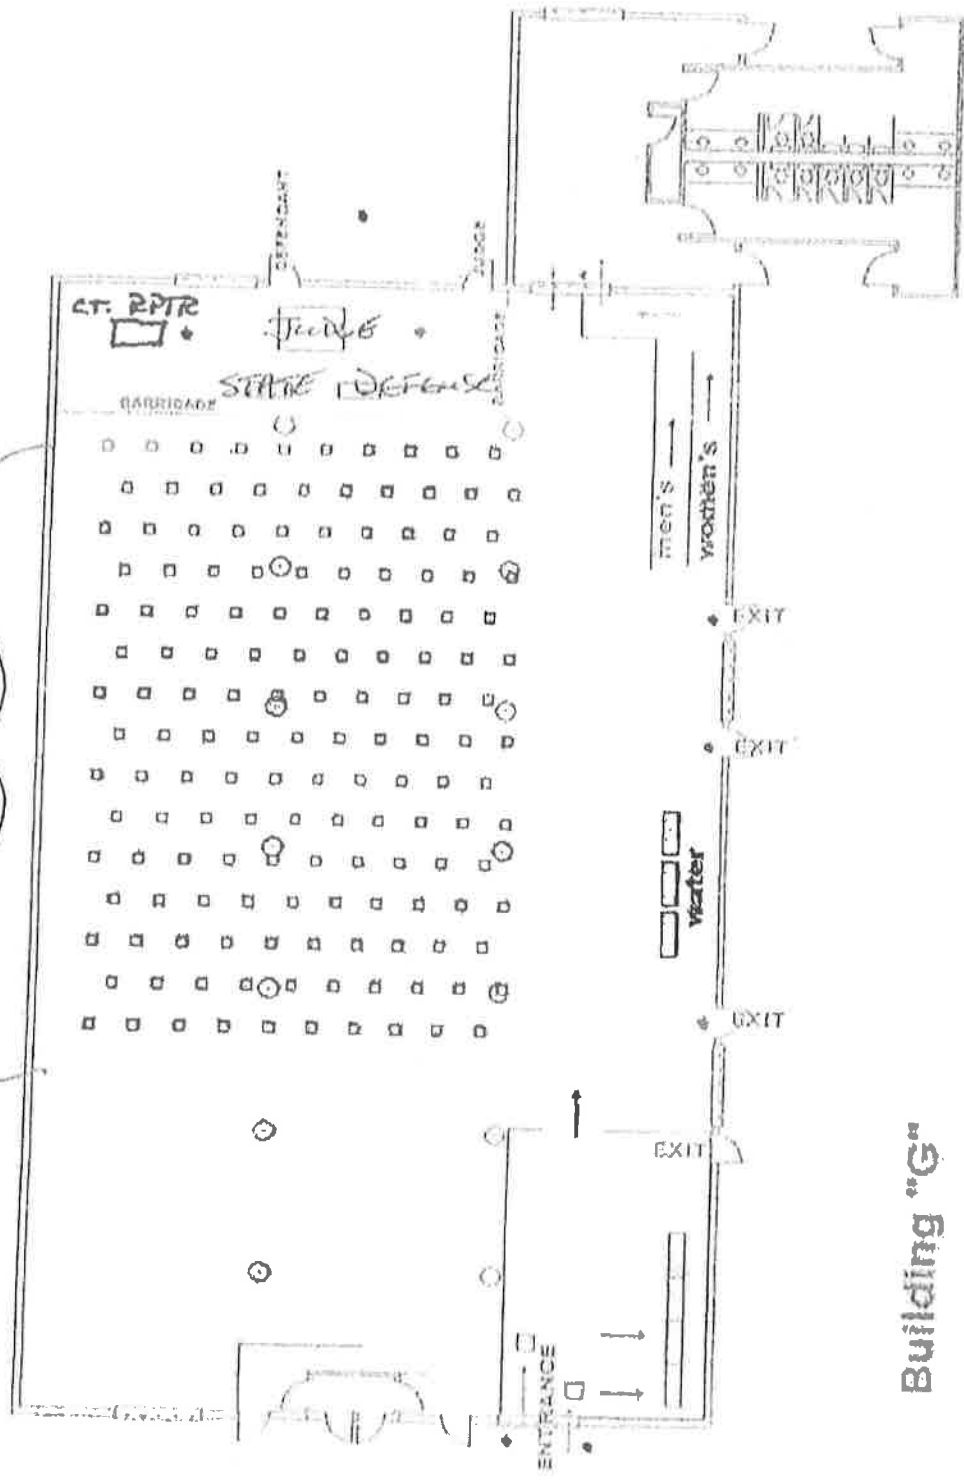 DEFENDANT
JUDGE
CT. RPTR
JUDGE
STATE DEFENSE
BARRICADE
BARRICADE
men's
women's
EXIT
EXIT
water
EXIT
EXIT
ENTRANCE
Building "G"